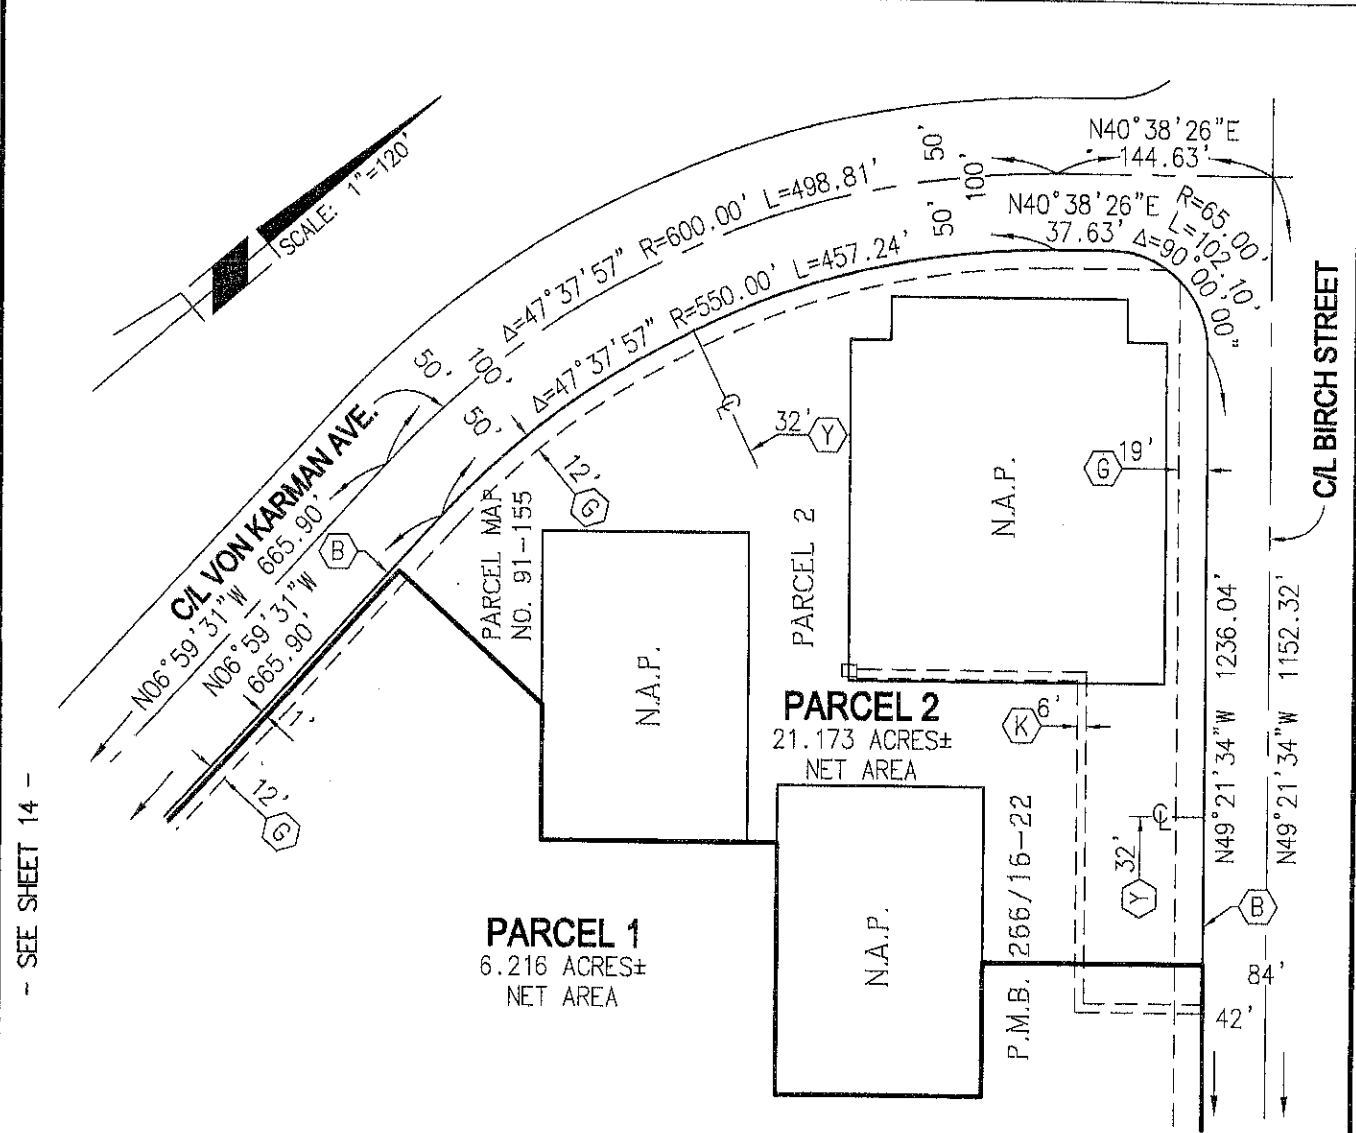 SCALE: 1"=120'
N40°38'26"E
144.63'
50'
100'
50'
N40°38'26"E
37.63'
R=65.00'
L=102.10'
Δ=90°00'00"
Δ=47°37'57" R=600.00' L=498.81'
Δ=47°37'57" R=550.00' L=457.24'
50'
100'
50'
C/L VON KARMAN AVE.
N06°59'31"W 665.90'
N06°59'31"W
665.90'
B
1'
12'
G
12'
G
PARCEL MAP
NO. 91-155
CL
32'
Y
PARCEL 2
N.A.P.
G
19'
C/L BIRCH STREET
N.A.P.
PARCEL 2
21.173 ACRES±
NET AREA
K
6'
N49°21'34"W 1236.04'
N49°21'34"W 1152.32'
CL
32'
Y
B
P.M.B. 266/16-22
N.A.P.
PARCEL 1
6.216 ACRES±
NET AREA
84'
42'
- SEE SHEET 14 -